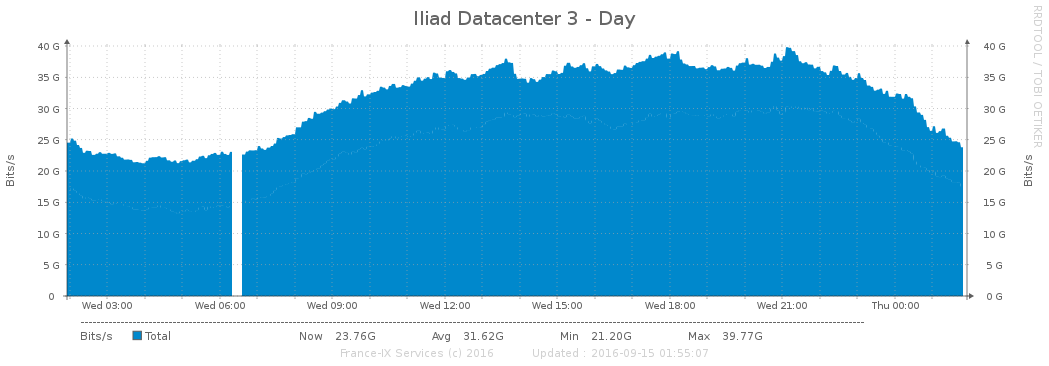 Iliad Datacenter 3 - Day
RRDTOOL / TOBI OETIKER
Bits/s
40 G
35 G
30 G
25 G
20 G
15 G
10 G
5 G
0
40 G
35 G
30 G
25 G
20 G
15 G
10 G
5 G
0 G
Bits/s
Wed 03:00 Wed 06:00 Wed 09:00 Wed 12:00 Wed 15:00 Wed 18:00 Wed 21:00 Thu 00:00
Bits/s Total Now 23.76G Avg 31.62G Min 21.20G Max 39.77G
France-IX Services (c) 2016 Updated : 2016-09-15 01:55:07